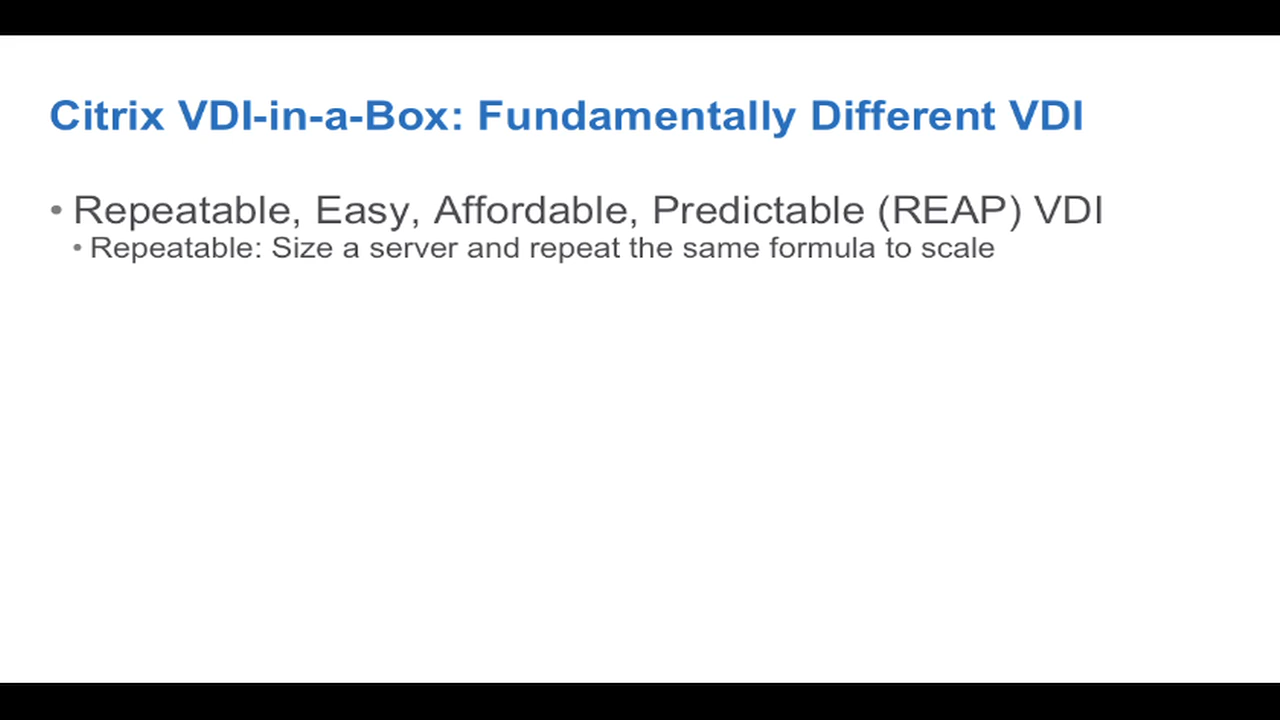 Citrix VDI-in-a-Box: Fundamentally Different VDI
• Repeatable, Easy, Affordable, Predictable (REAP) VDI
• Repeatable: Size a server and repeat the same formula to scale